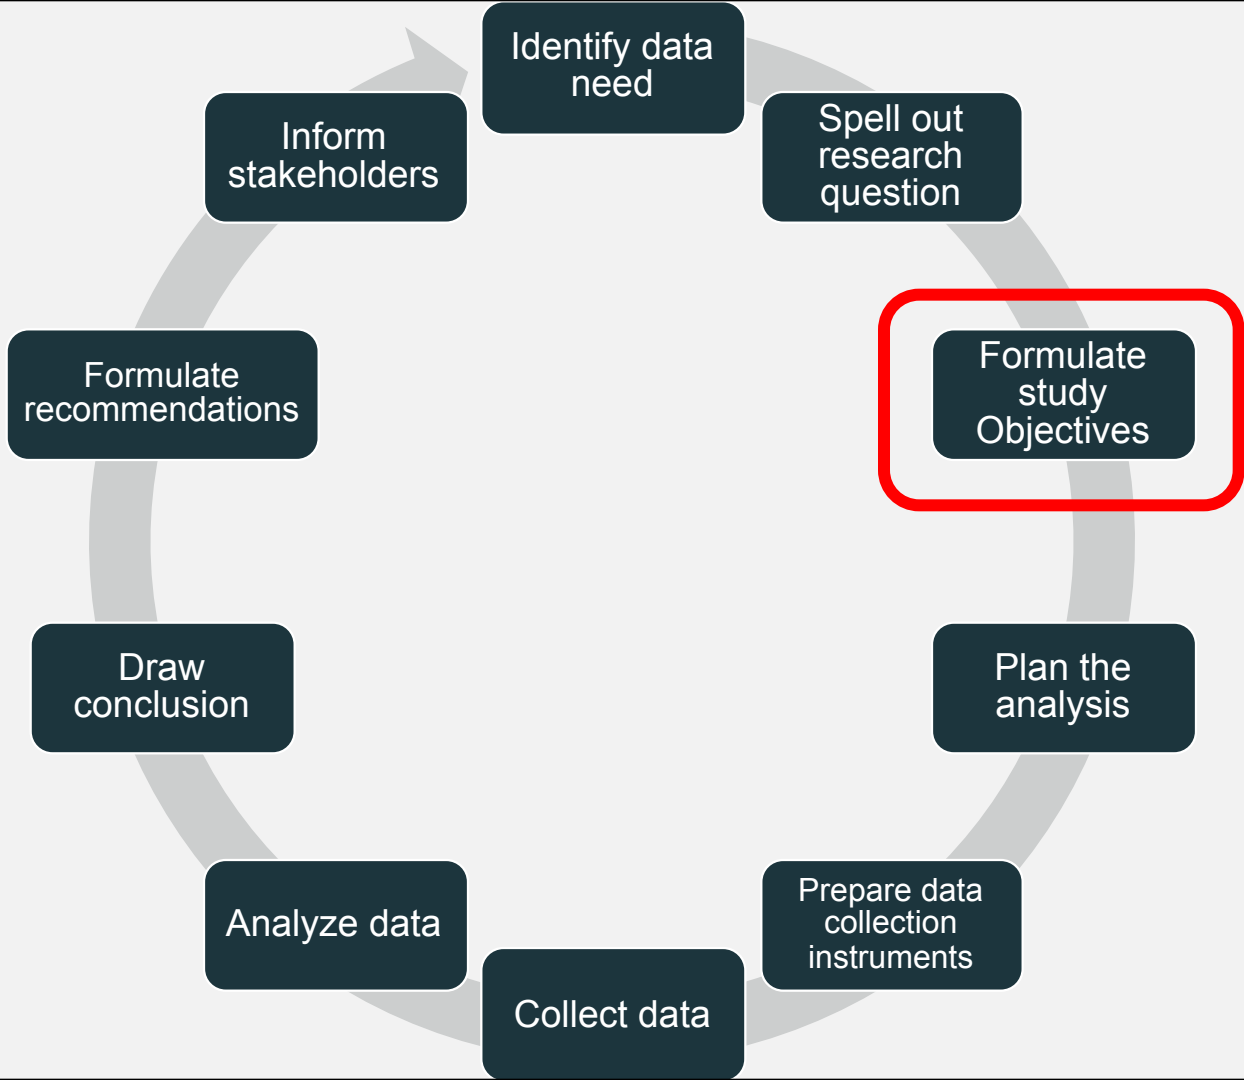 Identify data
need
Spell out
research
question
Formulate
study
Objectives
Plan the
analysis
Prepare data
collection
instruments
Collect data
Analyze data
Draw
conclusion
Formulate
recommendations
Inform
stakeholders